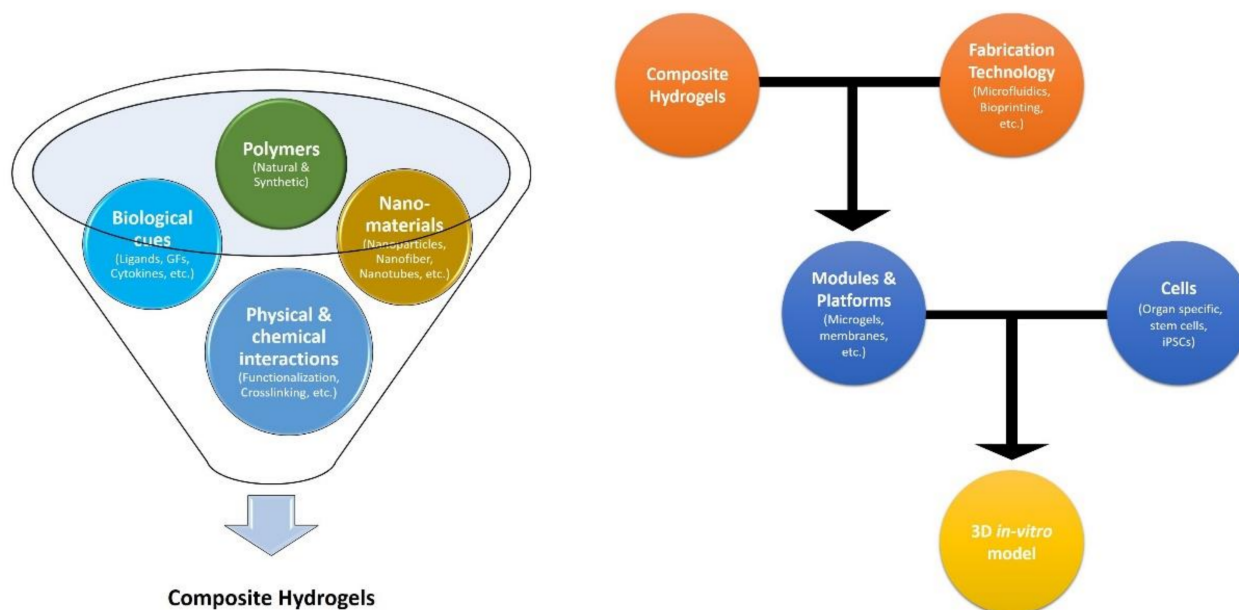 Polymers
(Natural &
Synthetic)
Biological
cues
(Ligands, GFs,
Cytokines, etc.)
Nano-
materials
(Nanoparticles,
Nanofiber,
Nanotubes, etc.)
Physical &
chemical
interactions
(Functionalization,
Crosslinking, etc.)
Composite Hydrogels
Composite
Hydrogels
Fabrication
Technology
(Microfluidics,
Bioprinting,
etc.)
Modules &
Platforms
(Microgels,
membranes,
etc.)
Cells
(Organ specific,
stem cells,
iPSCs)
3D in-vitro
model